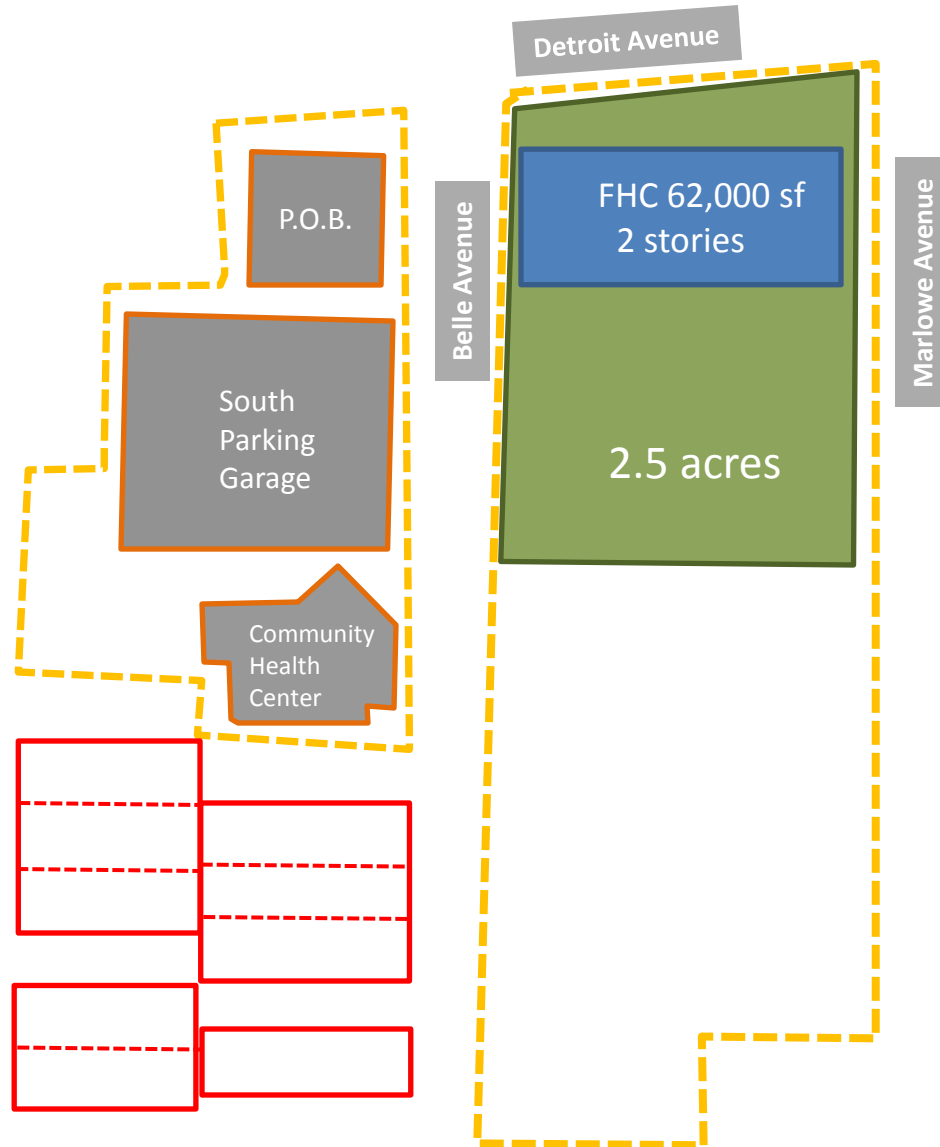 Detroit Avenue
P.O.B.
FHC 62,000 sf
2 stories
Belle Avenue
Marlowe Avenue
South
Parking
Garage
2.5 acres
Community
Health
Center